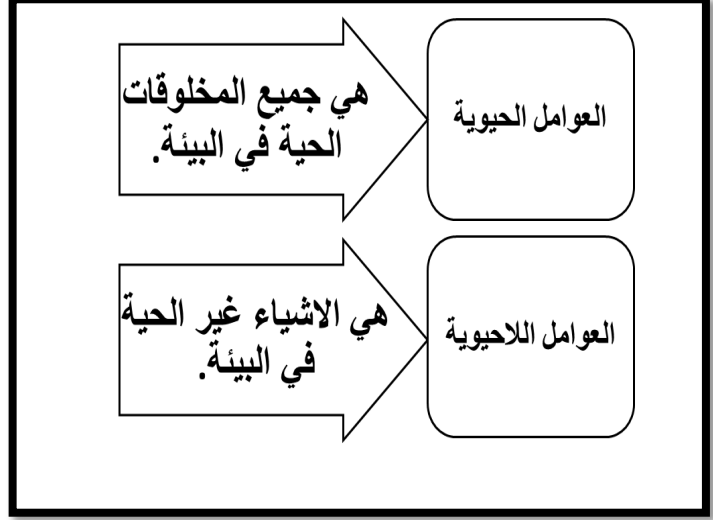 العوامل الحيوية
هي جميع المخلوقات
الحية في البيئة.
العوامل اللاحيوية
هي الاشياء غير الحية
في البيئة.